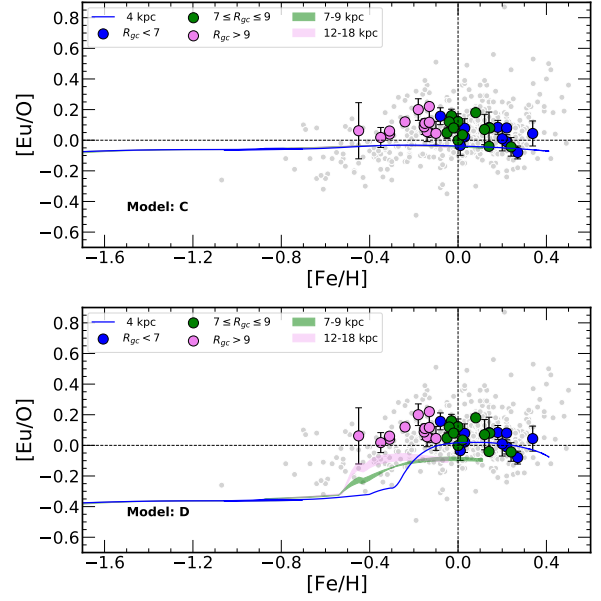 4 kpc
R_gc < 7
7 ≤ R_gc ≤ 9
R_gc > 9
7-9 kpc
12-18 kpc
0.8
0.6
0.4
0.2
0.0
−0.2
−0.4
−0.6
[Eu/O]
Model: C
−1.6
−1.2
−0.8
−0.4
0.0
0.4
[Fe/H]
4 kpc
R_gc < 7
7 ≤ R_gc ≤ 9
R_gc > 9
7-9 kpc
12-18 kpc
0.8
0.6
0.4
0.2
0.0
−0.2
−0.4
−0.6
[Eu/O]
Model: D
−1.6
−1.2
−0.8
−0.4
0.0
0.4
[Fe/H]